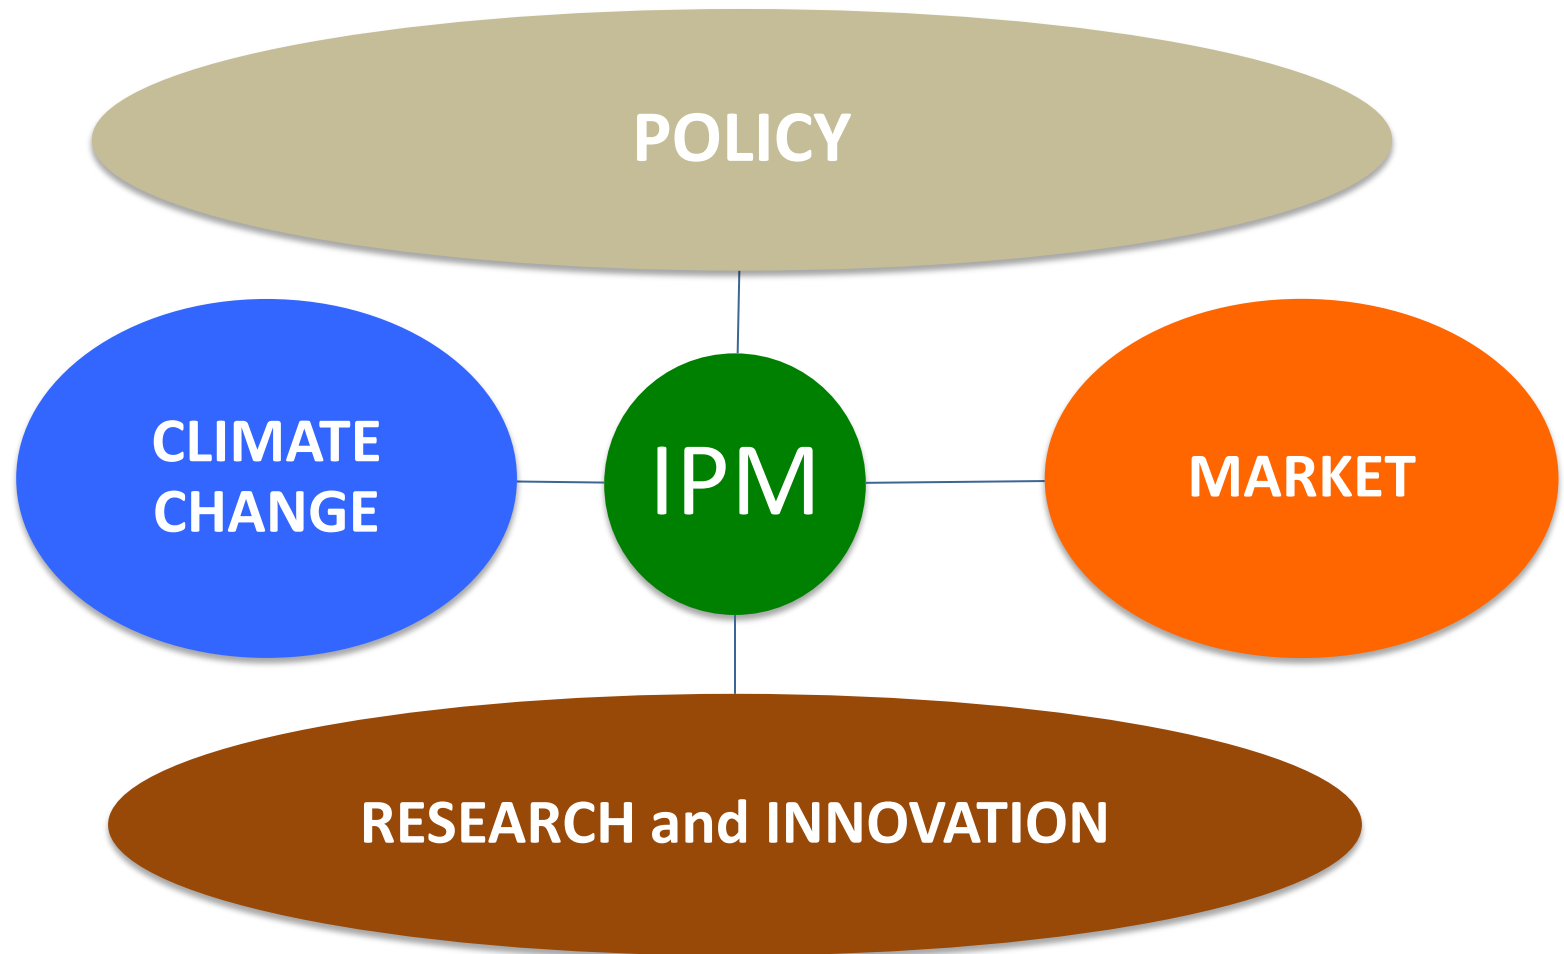 POLICY
CLIMATE
CHANGE
IPM
MARKET
RESEARCH and INNOVATION